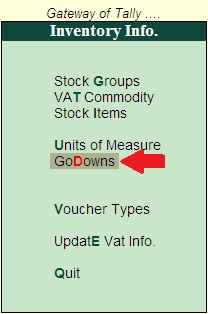 Gateway of Tally ....
Inventory Info.
Stock Groups
VAT Commodity
Stock Items
Units of Measure
GoDowns
Voucher Types
UpdatE Vat Info.
Quit